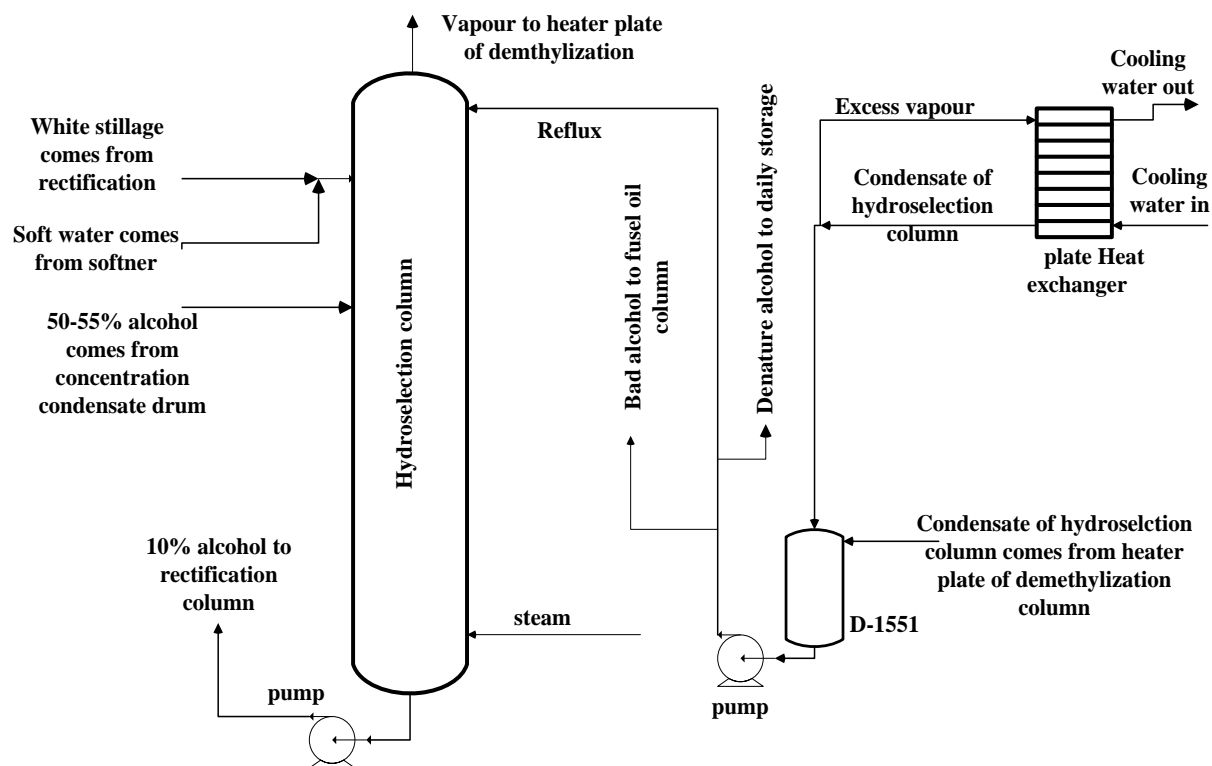 Vapour to heater plate
of demthylization
White stillage
comes from
rectification
Soft water comes
from softner
50-55% alcohol
comes from
concentration
condensate drum
Hydroselection column
10% alcohol to
rectification
column
pump
steam
Reflux
Bad alcohol to fusel oil
column
Denature alcohol to daily storage
Excess vapour
Condensate of
hydroselection
column
Cooling
water out
Cooling
water in
plate Heat
exchanger
Condensate of hydroselction
column comes from heater
plate of demethylization
column
D-1551
pump